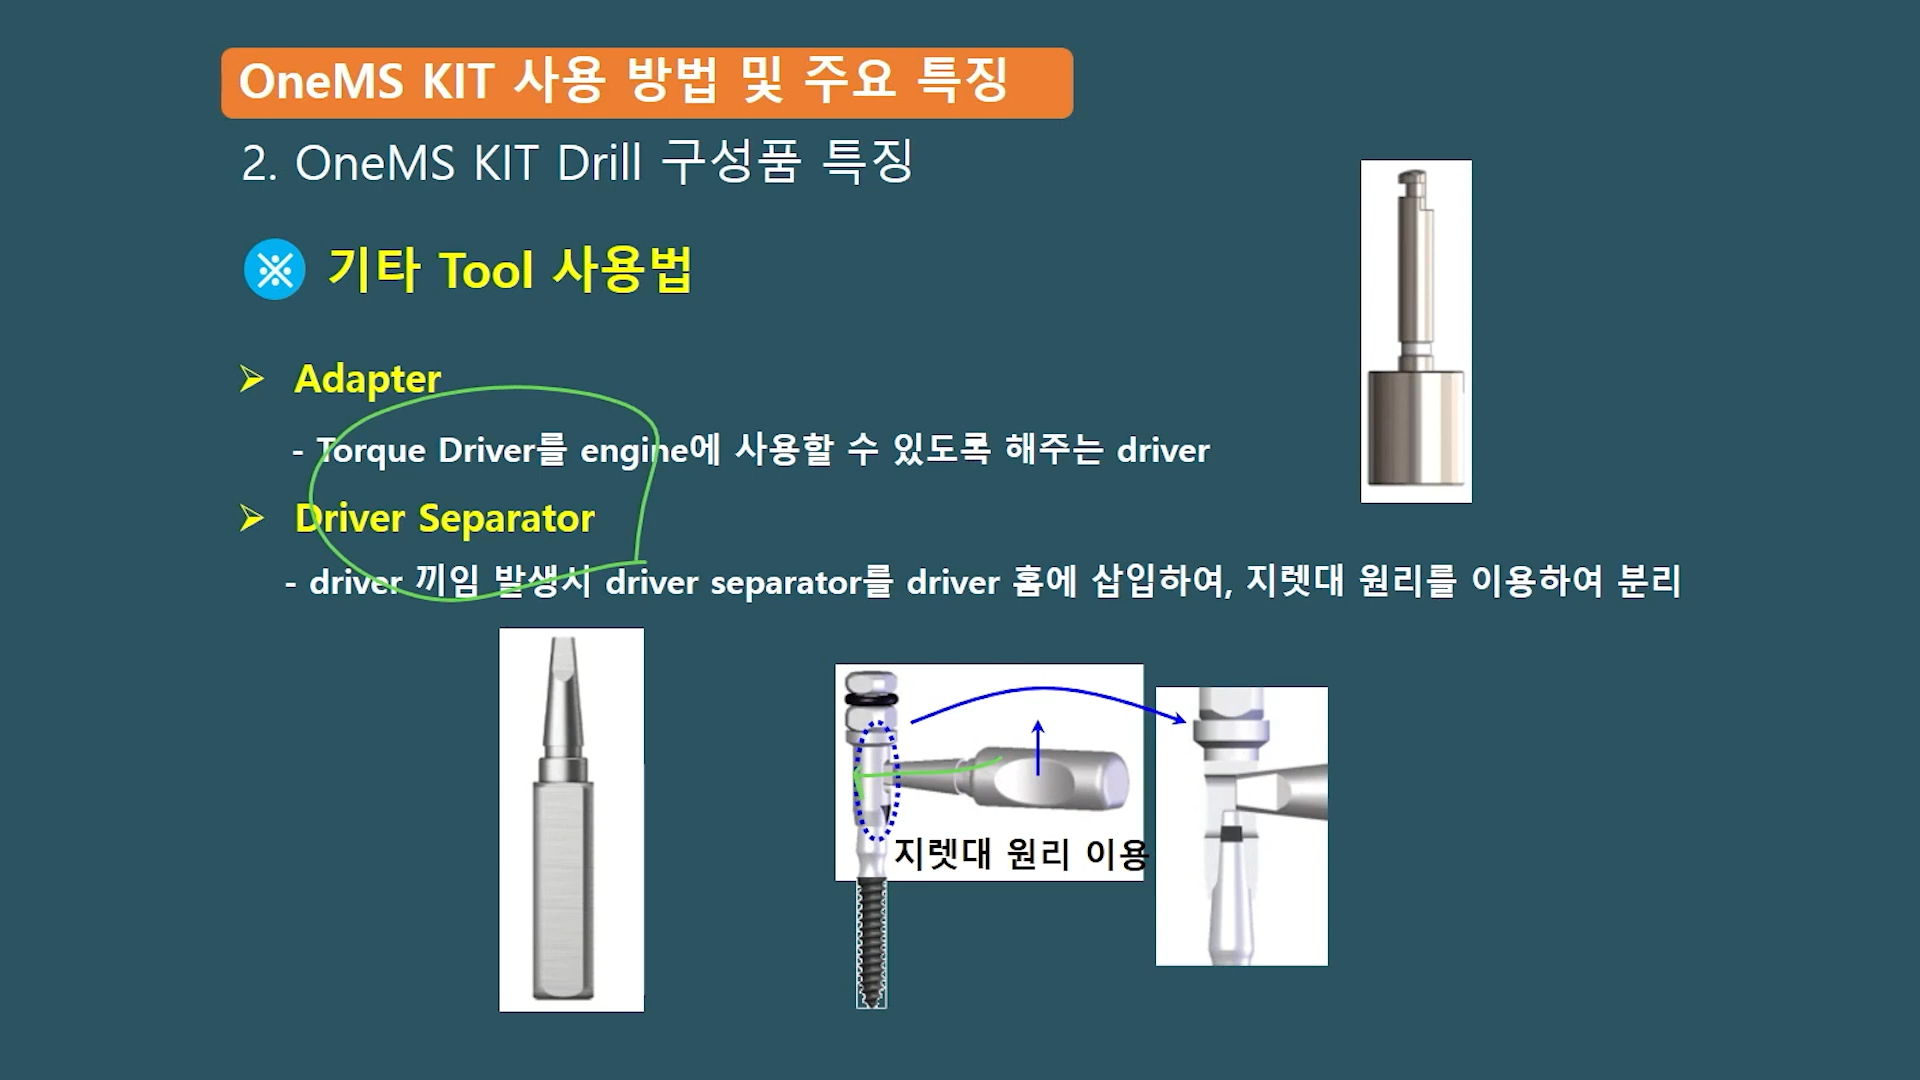 OneMS KIT 사용 방법 및 주요 특징
2. OneMS KIT Drill 구성품 특징
※ 기타 Tool 사용법
➢ Adapter
- Torque Driver를 engine에 사용할 수 있도록 해주는 driver
➢ Driver Separator
- driver 끼임 발생시 driver separator를 driver 홈에 삽입하여, 지렛대 원리를 이용하여 분리
지렛대 원리 이용